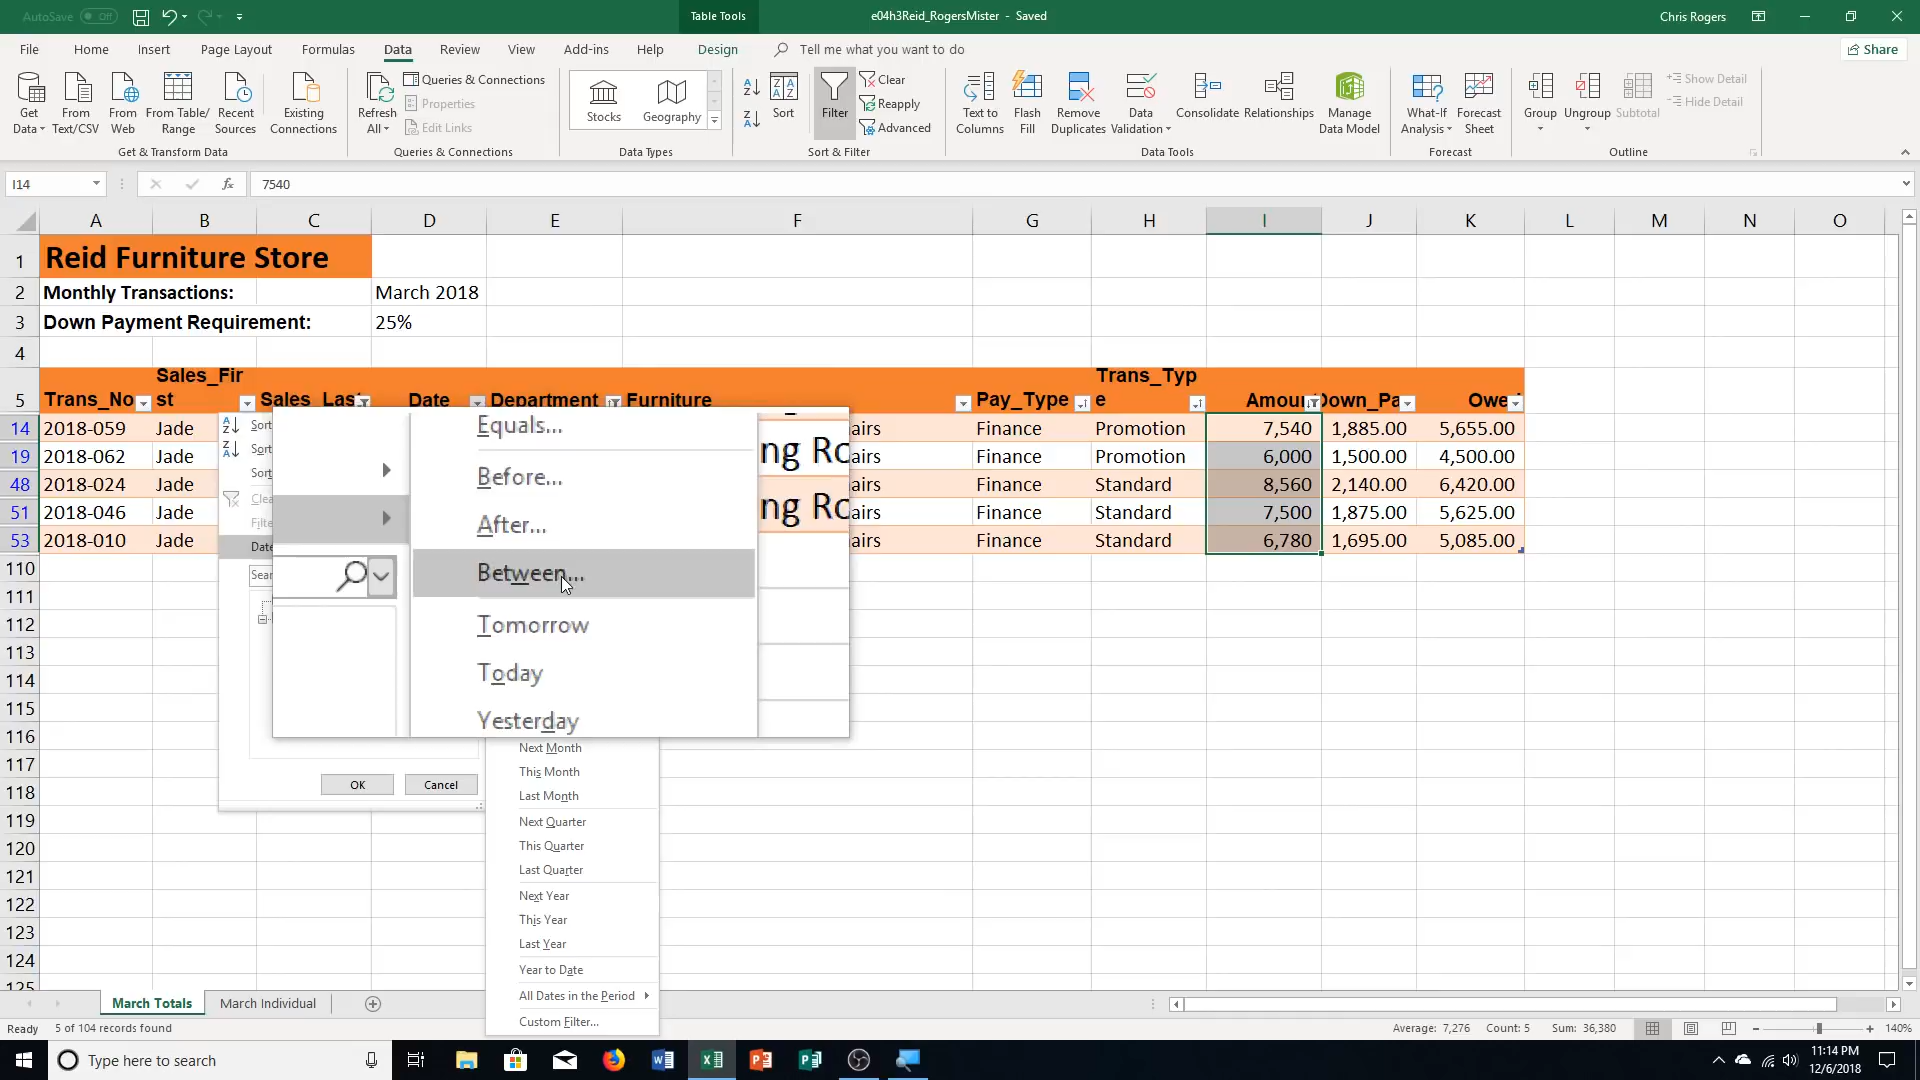 AutoSave Off
Table Tools
e04h3Reid_RogersMister - Saved
Chris Rogers
File Home Insert Page Layout Formulas Data Review View Add-ins Help Design Tell me what you want to do Share
Get Data
From Text/CSV
From Web
From Table/ Range
Recent Sources
Existing Connections
Get & Transform Data
Refresh All
Queries & Connections
Properties
Edit Links
Queries & Connections
Stocks
Geography
Data Types
Sort
Filter
Clear
Reapply
Advanced
Sort & Filter
Text to Columns
Flash Fill
Remove Duplicates
Data Validation
Consolidate
Relationships
Manage Data Model
Data Tools
What-If Analysis
Forecast Sheet
Forecast
Group
Ungroup
Subtotal
Show Detail
Hide Detail
Outline
I14 fx 7540
A B C D E F G H I J K L M N O
1 Reid Furniture Store
2 Monthly Transactions: March 2018
3 Down Payment Requirement: 25%
4
Sales_Fir Trans_Typ
5 Trans_No st Sales_Last Date Department Furniture Pay_Type e Amoun Down_Pa Owe
14 2018-059 Jade airs Finance Promotion 7,540 1,885.00 5,655.00
19 2018-062 Jade airs Finance Promotion 6,000 1,500.00 4,500.00
48 2018-024 Jade airs Finance Standard 8,560 2,140.00 6,420.00
51 2018-046 Jade airs Finance Standard 7,500 1,875.00 5,625.00
53 2018-010 Jade airs Finance Standard 6,780 1,695.00 5,085.00
110
111
112
113
114
115
116
117
118
119
120
121
122
123
124
125
Sort
Sort
Sort
Clea
Filte
Date
Sear
OK Cancel
Equals...
Before...
After...
Between...
Tomorrow
Today
Yesterday
ng Ro
ng Ro
Next Month
This Month
Last Month
Next Quarter
This Quarter
Last Quarter
Next Year
This Year
Last Year
Year to Date
All Dates in the Period
Custom Filter...
March Totals March Individual
Ready 5 of 104 records found Average: 7,276 Count: 5 Sum: 36,380 140%
Type here to search
11:14 PM
12/6/2018